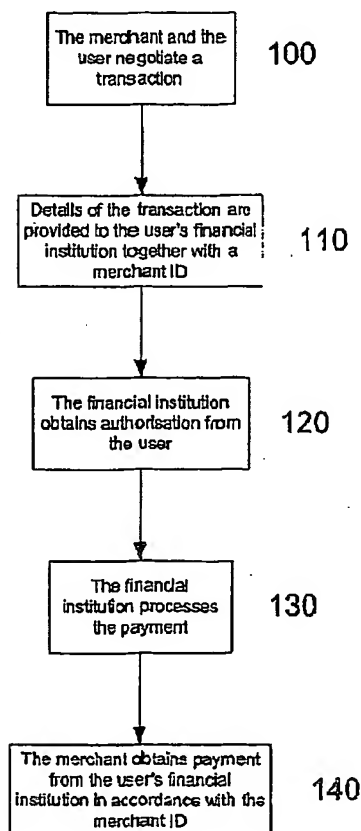 The merchant and the
user negotiate a
transaction
100
Details of the transaction are
provided to the user's financial
institution together with a
merchant ID
110
The financial institution
obtains authorisation from
the user
120
The financial
institution processes
the payment
130
The merchant obtains payment
from the user's financial
institution in accordance with the
merchant ID
140